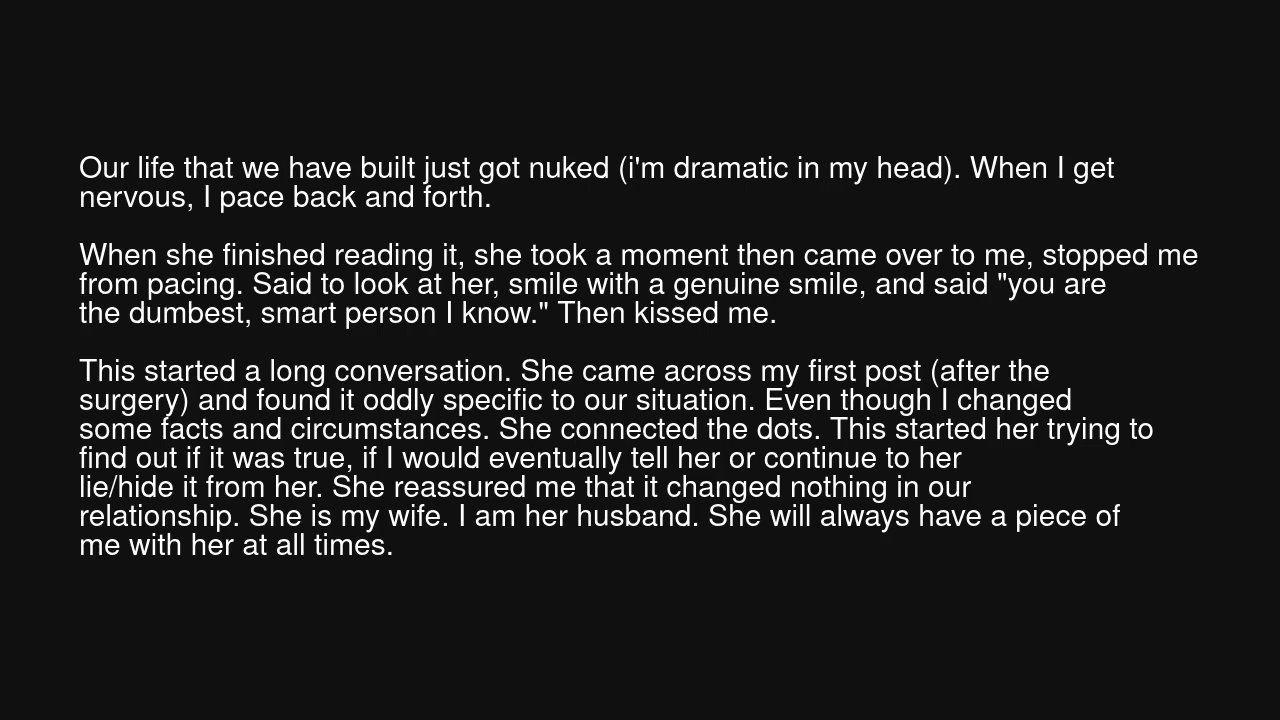 Our life that we have built just got nuked (i'm dramatic in my head). When I get
nervous, I pace back and forth.
When she finished reading it, she took a moment then came over to me, stopped me
from pacing. Said to look at her, smile with a genuine smile, and said "you are
the dumbest, smart person I know." Then kissed me.
This started a long conversation. She came across my first post (after the
surgery) and found it oddly specific to our situation. Even though I changed
some facts and circumstances. She connected the dots. This started her trying to
find out if it was true, if I would eventually tell her or continue to her
lie/hide it from her. She reassured me that it changed nothing in our
relationship. She is my wife. I am her husband. She will always have a piece of
me with her at all times.